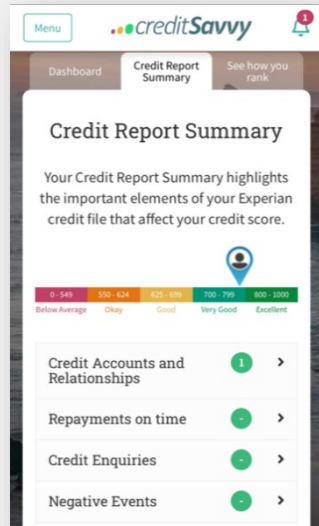 Menu
creditSavvy
1
Dashboard
Credit Report
Summary
See how you
rank
Credit Report Summary
Your Credit Report Summary highlights
the important elements of your Experian
credit file that affect your credit score.
0 - 549 550 - 624 625 - 699 700 - 799 800 - 1000
Below Average Okay Good Very Good Excellent
Credit Accounts and
Relationships
1
Repayments on time -
Credit Enquiries -
Negative Events -